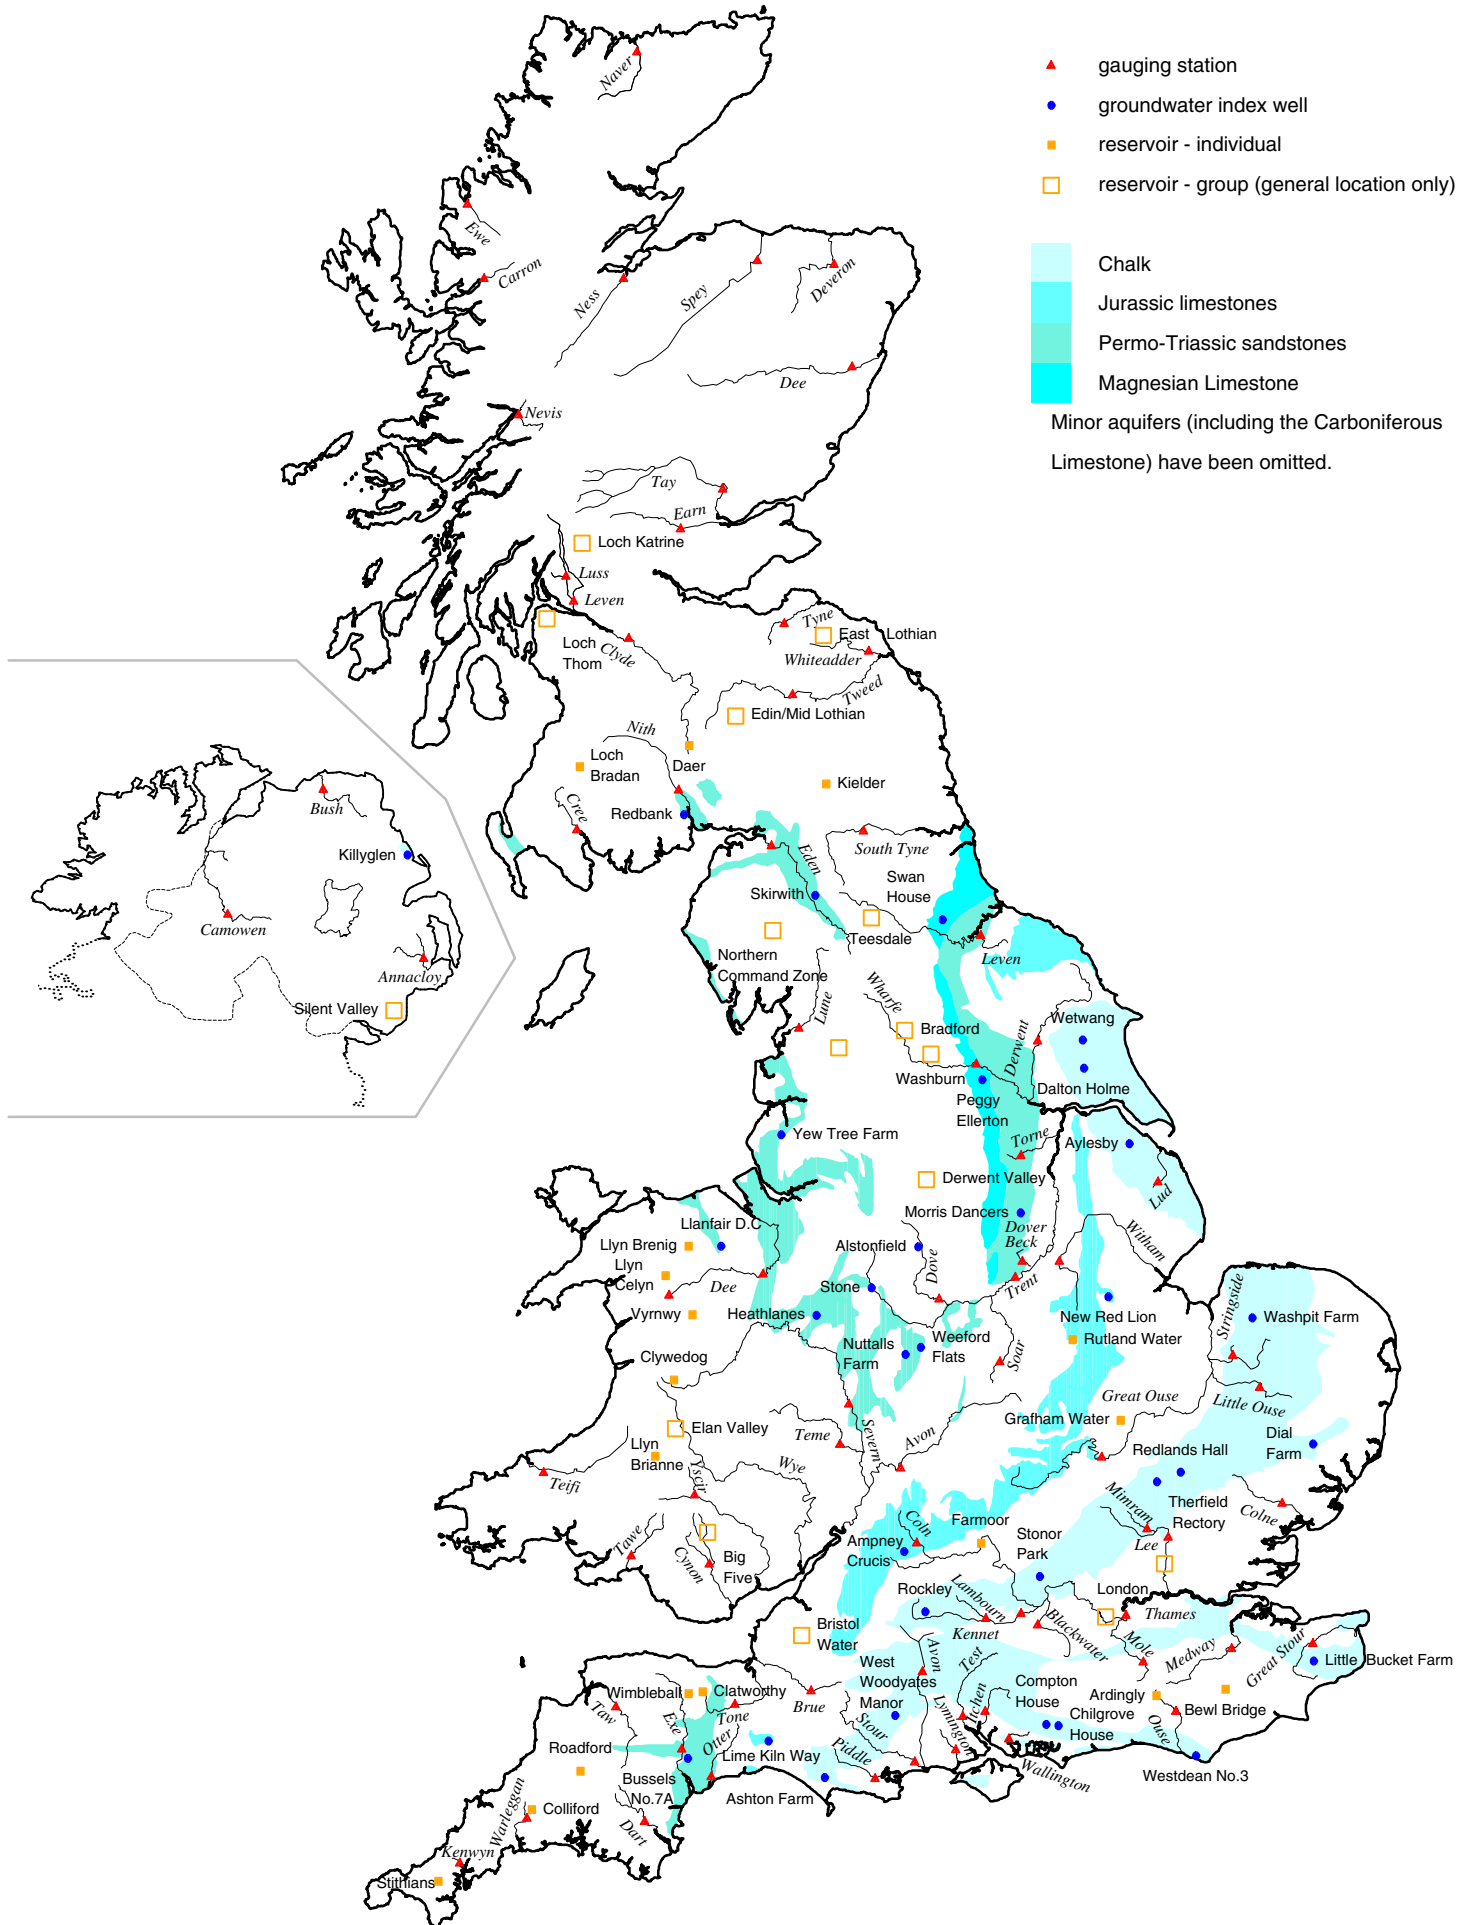 gauging station
groundwater index well
reservoir - individual
reservoir - group (general location only)
Chalk
Jurassic limestones
Permo-Triassic sandstones
Magnesian Limestone
Minor aquifers (including the Carboniferous
Limestone) have been omitted.
Naver
Ewe
Carron
Ness
Spey
Deveron
Dee
Nevis
Tay
Earn
Loch Katrine
Luss
Leven
Loch
Thom
Clyde
Tyne
East Lothian
Whiteadder
Tweed
Edin/Mid Lothian
Nith
Loch
Bradan
Daer
Kielder
Cree
Redbank
Bush
Killyglen
Camowen
Annacloy
Silent Valley
Eden
South Tyne
Swan
House
Skirwith
Teesdale
Northern
Command Zone
Leven
Lune
Wharfe
Bradford
Washburn
Derwent
Wetwang
Dalton Holme
Peggy
Ellerton
Yew Tree Farm
Torne
Aylesby
Lud
Derwent Valley
Morris Dancers
Dover
Beck
Witham
Llanfair D.C
Llyn Brenig
Llyn
Celyn
Dee
Vyrnwy
Alstonfield
Dove
Stone
Heathlanes
Trent
New Red Lion
Rutland Water
Stringside
Washpit Farm
Nuttalls
Farm
Weeford
Flats
Soar
Clywedog
Great Ouse
Little Ouse
Grafham Water
Elan Valley
Teme
Severn
Avon
Redlands Hall
Dial
Farm
Llyn
Brianne
Yscir
Wye
Teifi
Mimram
Therfield
Rectory
Colne
Lee
Tawe
Cynon
Big
Five
Coln
Ampney
Crucis
Farmoor
Stonor
Park
London
Rockley
Lambourn
Kennet
Blackwater
Thames
Mole
Medway
Great Stour
Little Bucket Farm
Bristol
Water
Avon
Test
West
Woodyates
Manor
Compton
House
Itchen
Lymington
Ardingly
Chilgrove
House
Bewl Bridge
Ouse
Wimbleball
Clatworthy
Brue
Taw
Exe
Tone
Otter
Stour
Piddle
Roadford
Lime Kiln Way
Bussels
No.7A
Ashton Farm
Wallington
Westdean No.3
Warleggan
Colliford
Dart
Kenwyn
Stithians